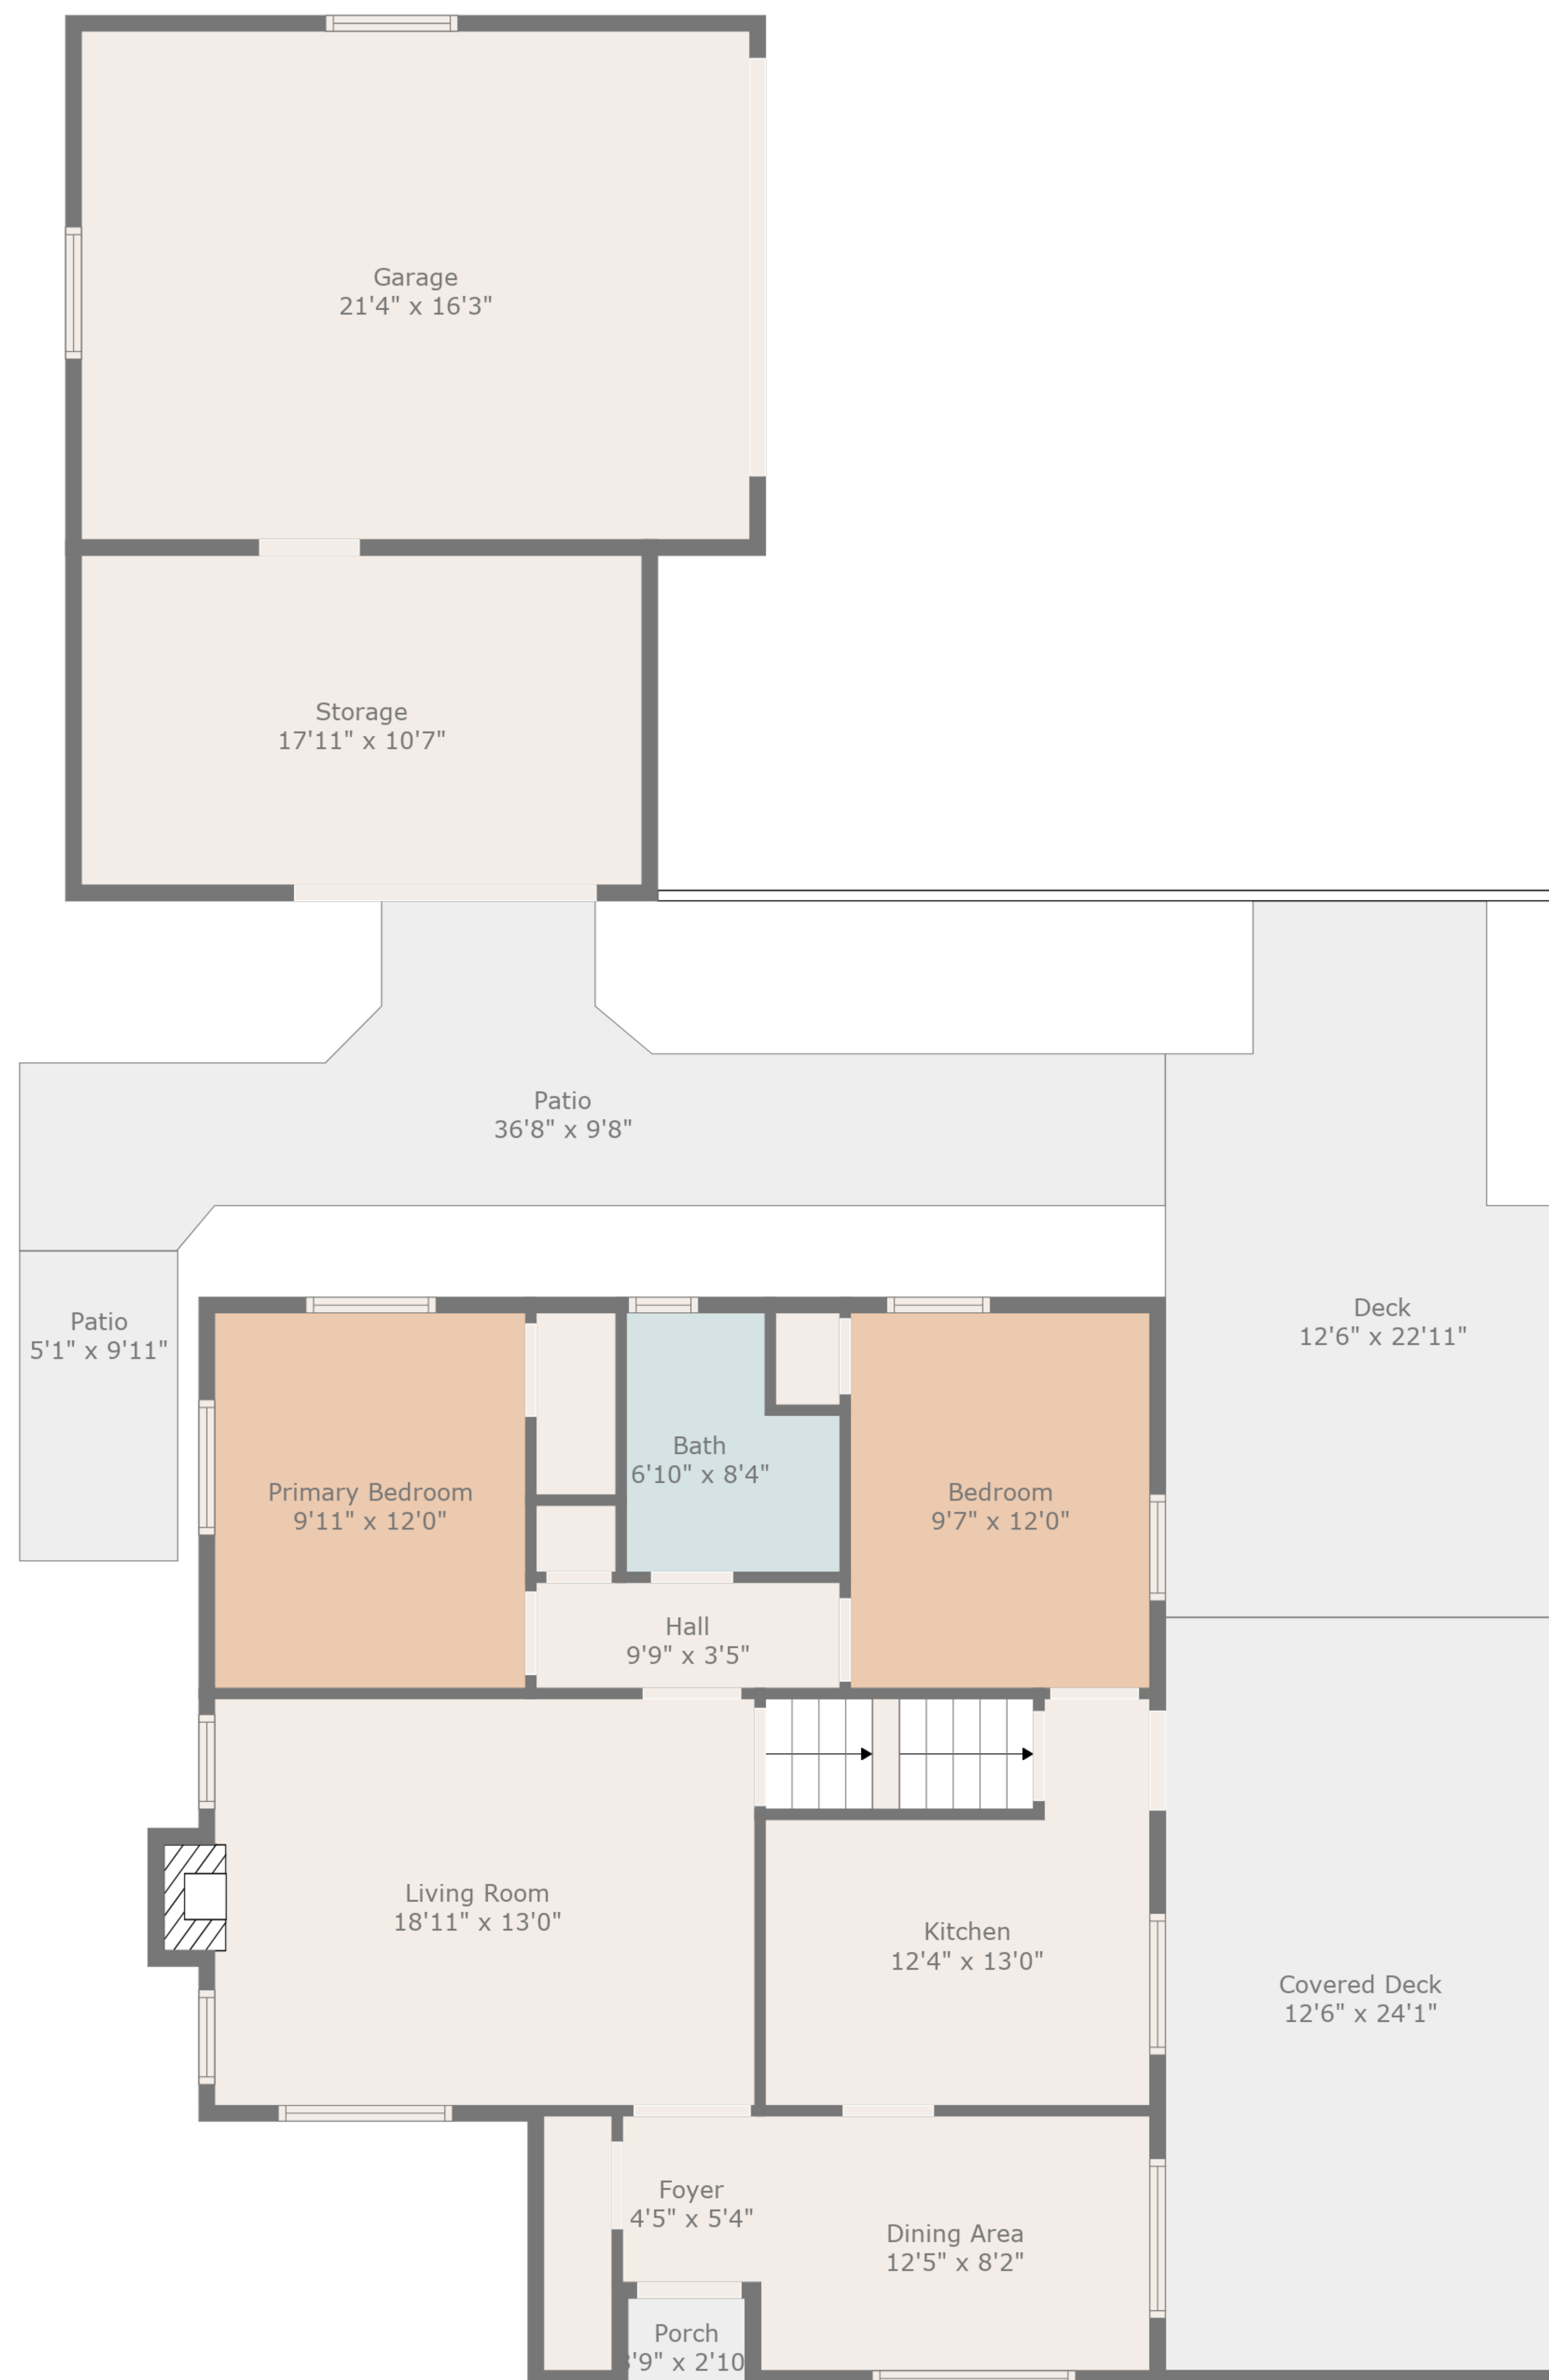 Garage
21'4" x 16'3"
Storage
17'11" x 10'7"
Patio
36'8" x 9'8"
Patio
5'1" x 9'11"
Deck
12'6" x 22'11"
Primary Bedroom
9'11" x 12'0"
Bath
6'10" x 8'4"
Bedroom
9'7" x 12'0"
Hall
9'9" x 3'5"
Living Room
18'11" x 13'0"
Kitchen
12'4" x 13'0"
Covered Deck
12'6" x 24'1"
Foyer
4'5" x 5'4"
Dining Area
12'5" x 8'2"
Porch
'9" x 2'10